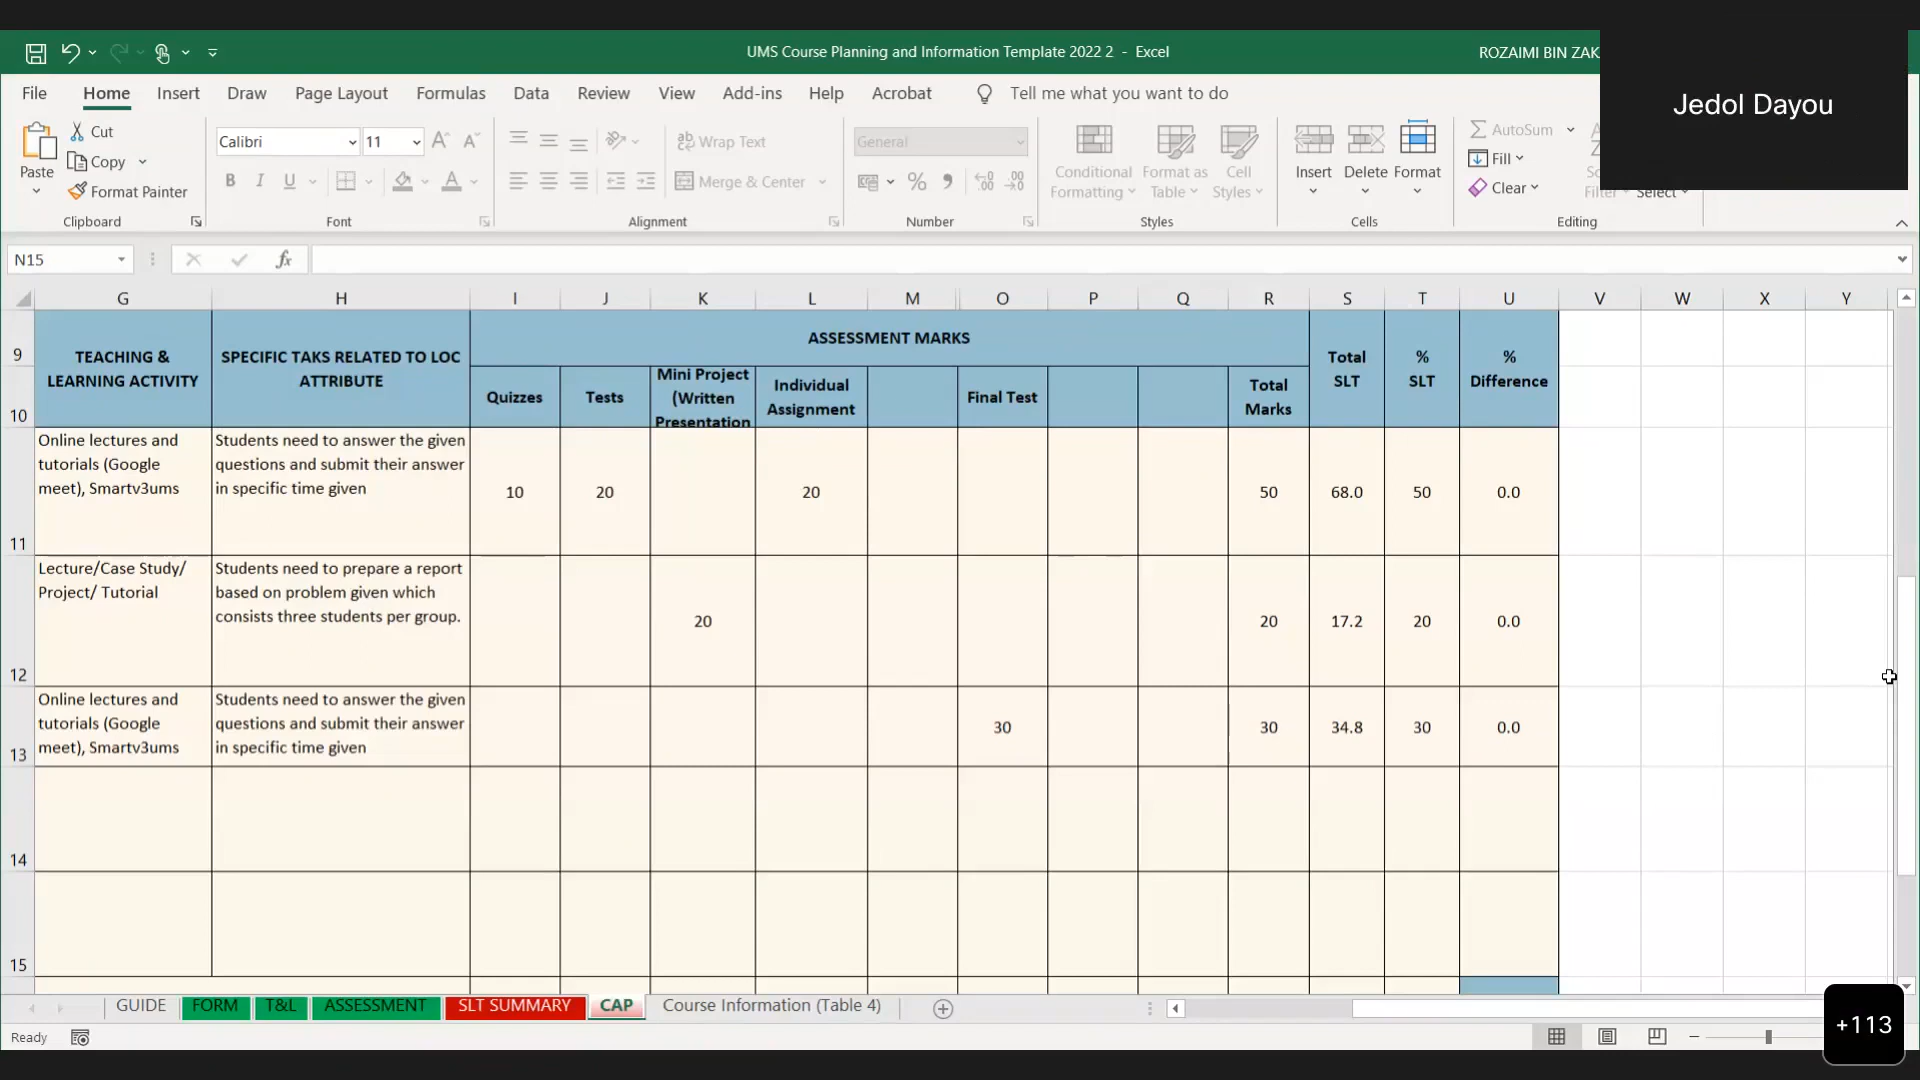 UMS Course Planning and Information Template 2022 2 - Excel
ROZAIMI BIN ZAK
Jedol Dayou
File Home Insert Draw Page Layout Formulas Data Review View Add-ins Help Acrobat Tell me what you want to do
Paste
Cut
Copy
Format Painter
Clipboard
Calibri 11
B I U
Font
Wrap Text
Merge & Center
Alignment
General
Number
Conditional Formatting
Format as Table
Cell Styles
Styles
Insert Delete Format
Cells
AutoSum
Fill
Clear
Select
Editing
N15
fx
G H I J K L M O P Q R S T U V W X Y
9
TEACHING & LEARNING ACTIVITY
SPECIFIC TAKS RELATED TO LOC ATTRIBUTE
ASSESSMENT MARKS
Total SLT
% SLT
% Difference
10
Quizzes
Tests
Mini Project (Written Presentation
Individual Assignment
Final Test
Total Marks
11
Online lectures and
tutorials (Google
meet), Smartv3ums
Students need to answer the given
questions and submit their answer
in specific time given
10 20 20 50 68.0 50 0.0
12
Lecture/Case Study/
Project/ Tutorial
Students need to prepare a report
based on problem given which
consists three students per group.
20 20 17.2 20 0.0
13
Online lectures and
tutorials (Google
meet), Smartv3ums
Students need to answer the given
questions and submit their answer
in specific time given
30 30 34.8 30 0.0
14
15
GUIDE FORM T&L ASSESSMENT SLT SUMMARY CAP Course Information (Table 4)
Ready
+113